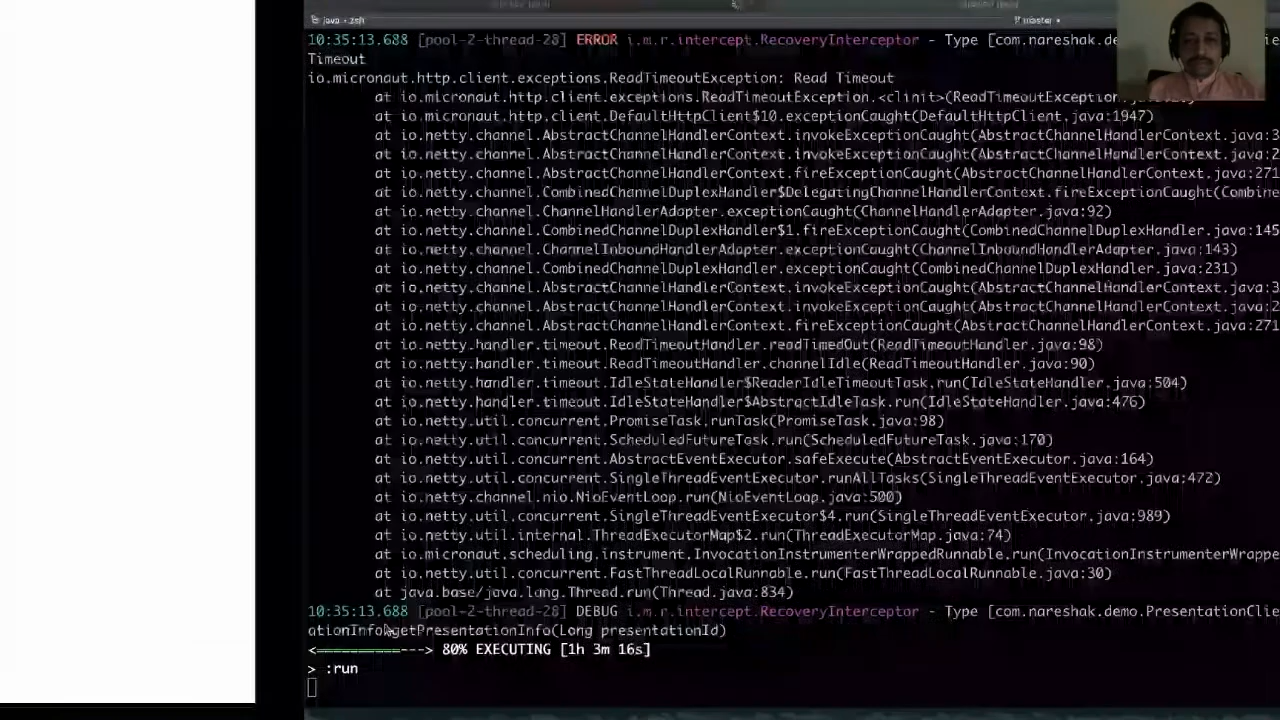 java - zsh
master
10:35:13.688 [pool-2-thread-28] ERROR i.m.r.intercept.RecoveryInterceptor - Type [com.nareshak.demo
Timeout
io.micronaut.http.client.exceptions.ReadTimeoutException: Read Timeout
at io.micronaut.http.client.exceptions.ReadTimeoutException.<clinit>(ReadTimeoutException
at io.micronaut.http.client.DefaultHttpClient$10.exceptionCaught(DefaultHttpClient.java:1947)
at io.netty.channel.AbstractChannelHandlerContext.invokeExceptionCaught(AbstractChannelHandlerContext.java:3
at io.netty.channel.AbstractChannelHandlerContext.invokeExceptionCaught(AbstractChannelHandlerContext.java:2
at io.netty.channel.AbstractChannelHandlerContext.fireExceptionCaught(AbstractChannelHandlerContext.java:271
at io.netty.channel.CombinedChannelDuplexHandler$DelegatingChannelHandlerContext.fireExceptionCaught(Combine
at io.netty.channel.ChannelHandlerAdapter.exceptionCaught(ChannelHandlerAdapter.java:92)
at io.netty.channel.CombinedChannelDuplexHandler$1.fireExceptionCaught(CombinedChannelDuplexHandler.java:145
at io.netty.channel.ChannelInboundHandlerAdapter.exceptionCaught(ChannelInboundHandlerAdapter.java:143)
at io.netty.channel.CombinedChannelDuplexHandler.exceptionCaught(CombinedChannelDuplexHandler.java:231)
at io.netty.channel.AbstractChannelHandlerContext.invokeExceptionCaught(AbstractChannelHandlerContext.java:3
at io.netty.channel.AbstractChannelHandlerContext.invokeExceptionCaught(AbstractChannelHandlerContext.java:2
at io.netty.channel.AbstractChannelHandlerContext.fireExceptionCaught(AbstractChannelHandlerContext.java:271
at io.netty.handler.timeout.ReadTimeoutHandler.readTimedOut(ReadTimeoutHandler.java:98)
at io.netty.handler.timeout.ReadTimeoutHandler.channelIdle(ReadTimeoutHandler.java:90)
at io.netty.handler.timeout.IdleStateHandler$ReaderIdleTimeoutTask.run(IdleStateHandler.java:504)
at io.netty.handler.timeout.IdleStateHandler$AbstractIdleTask.run(IdleStateHandler.java:476)
at io.netty.util.concurrent.PromiseTask.runTask(PromiseTask.java:98)
at io.netty.util.concurrent.ScheduledFutureTask.run(ScheduledFutureTask.java:170)
at io.netty.util.concurrent.AbstractEventExecutor.safeExecute(AbstractEventExecutor.java:164)
at io.netty.util.concurrent.SingleThreadEventExecutor.runAllTasks(SingleThreadEventExecutor.java:472)
at io.netty.channel.nio.NioEventLoop.run(NioEventLoop.java:500)
at io.netty.util.concurrent.SingleThreadEventExecutor$4.run(SingleThreadEventExecutor.java:989)
at io.netty.util.internal.ThreadExecutorMap$2.run(ThreadExecutorMap.java:74)
at io.micronaut.scheduling.instrument.InvocationInstrumenterWrappedRunnable.run(InvocationInstrumenterWrappe
at io.netty.util.concurrent.FastThreadLocalRunnable.run(FastThreadLocalRunnable.java:30)
at java.base/java.lang.Thread.run(Thread.java:834)
10:35:13.688 [pool-2-thread-28] DEBUG i.m.r.intercept.RecoveryInterceptor - Type [com.nareshak.demo.PresentationClie
ationInfo getPresentationInfo(Long presentationId)
<=========---> 80% EXECUTING [1h 3m 16s]
> :run